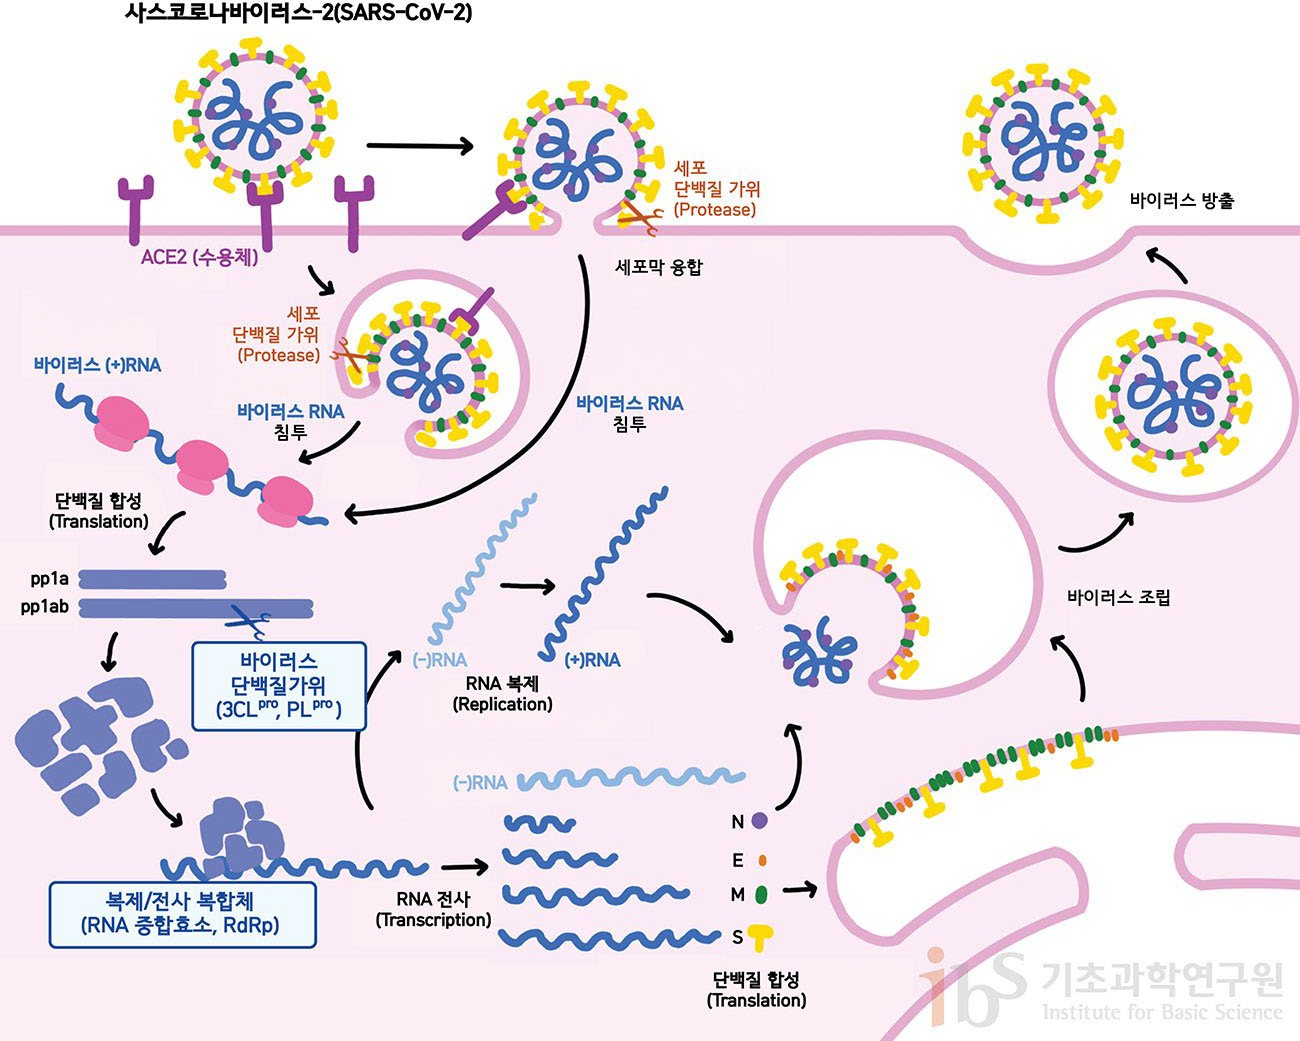 사스코로나바이러스-2(SARS-CoV-2)
세포
단백질 가위
(Protease)
바이러스 방출
ACE2 (수용체)
세포막 융합
세포
단백질 가위
(Protease)
바이러스 (+)RNA
바이러스 RNA
침투
바이러스 RNA
침투
단백질 합성
(Translation)
pp1a
pp1ab
바이러스 조립
바이러스
단백질가위
(3CLpro, PLpro)
(-)RNA
(+)RNA
RNA 복제
(Replication)
(-)RNA
N
E
M
S
복제/전사 복합체
(RNA 중합효소, RdRp)
RNA 전사
(Transcription)
단백질 합성
(Translation)
ibs 기초과학연구원
Institute for Basic Science